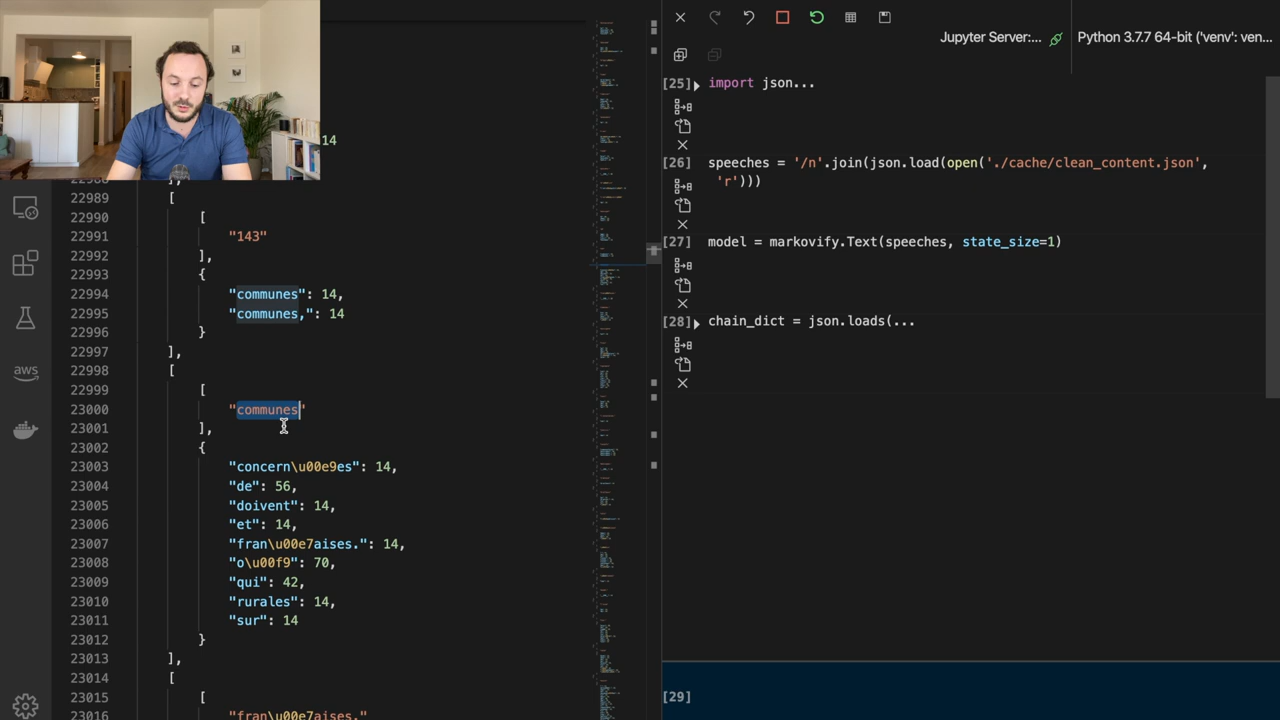 14
22989 [
22990 [
22991 "143"
22992 ],
22993 {
22994 "communes": 14,
22995 "communes,": 14
22996 }
22997 ],
22998 [
22999 [
23000 "communes"
23001 ],
23002 {
23003 "concern\u00e9es": 14,
23004 "de": 56,
23005 "doivent": 14,
23006 "et": 14,
23007 "fran\u00e7aises.": 14,
23008 "o\u00f9": 70,
23009 "qui": 42,
23010 "rurales": 14,
23011 "sur": 14
23012 }
23013 ],
23014 [
23015 [
23016 "fran\u00e7aises."
aws
Jupyter Server:... Python 3.7.7 64-bit ('venv': ven...
[25] import json...
[26] speeches = '/n'.join(json.load(open('./cache/clean_content.json',
'r')))
[27] model = markovify.Text(speeches, state_size=1)
[28] chain_dict = json.loads(...
[29]